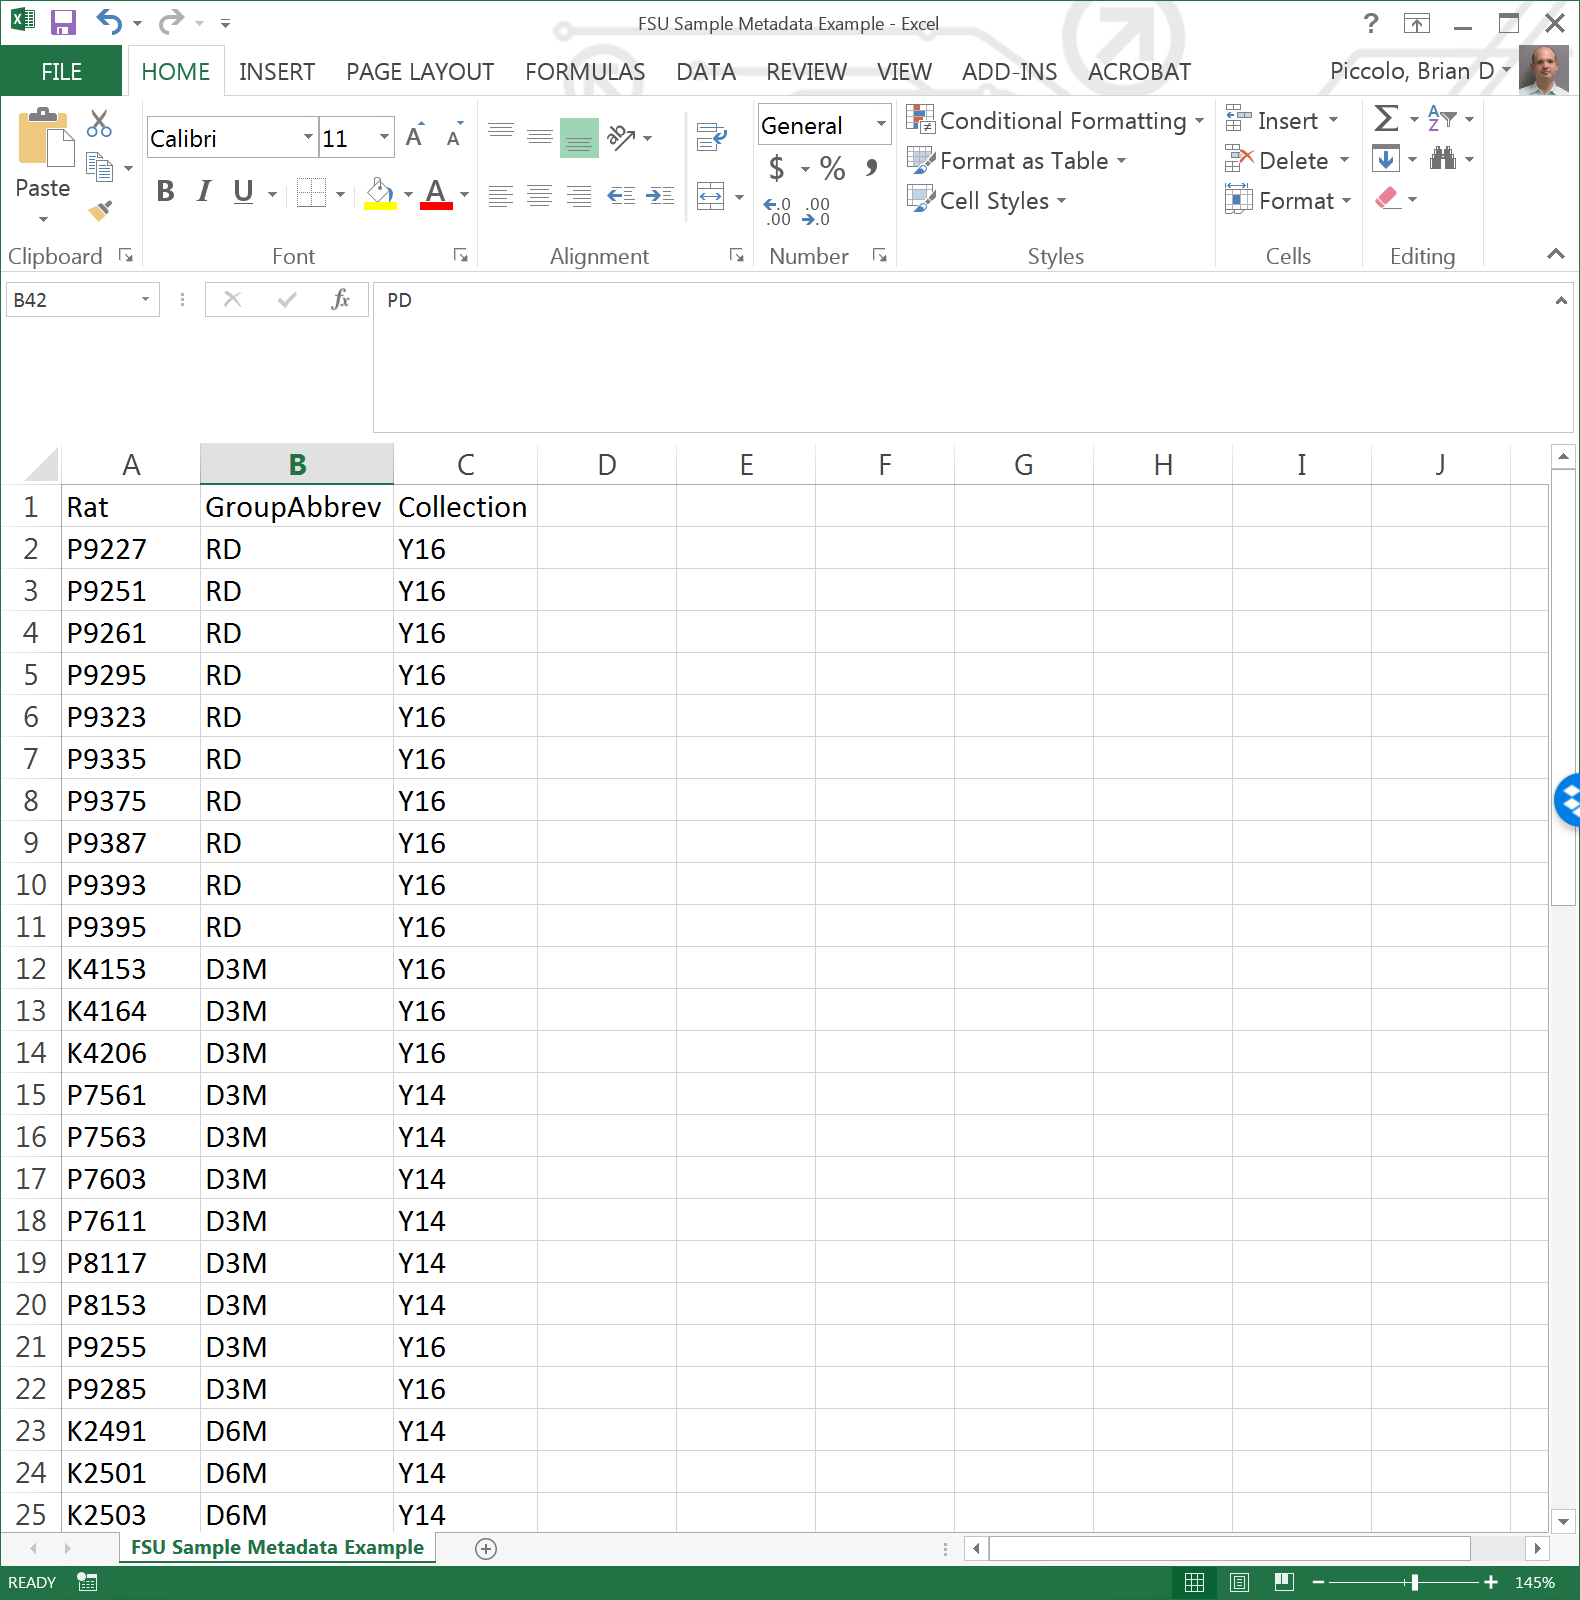 FSU Sample Metadata Example - Excel
?
FILE HOME INSERT PAGE LAYOUT FORMULAS DATA REVIEW VIEW ADD-INS ACROBAT Piccolo, Brian D
Paste
Calibri 11 A A
B I U A
ab
General
$ % ,
←.0 .00
.00 →.0
Conditional Formatting
Format as Table
Cell Styles
Insert
Delete
Format
Σ A Z
Clipboard Font Alignment Number Styles Cells Editing
B42 fx PD
A B C D E F G H I J
1 Rat GroupAbbrev Collection
2 P9227 RD Y16
3 P9251 RD Y16
4 P9261 RD Y16
5 P9295 RD Y16
6 P9323 RD Y16
7 P9335 RD Y16
8 P9375 RD Y16
9 P9387 RD Y16
10 P9393 RD Y16
11 P9395 RD Y16
12 K4153 D3M Y16
13 K4164 D3M Y16
14 K4206 D3M Y16
15 P7561 D3M Y14
16 P7563 D3M Y14
17 P7603 D3M Y14
18 P7611 D3M Y14
19 P8117 D3M Y14
20 P8153 D3M Y14
21 P9255 D3M Y16
22 P9285 D3M Y16
23 K2491 D6M Y14
24 K2501 D6M Y14
25 K2503 D6M Y14
FSU Sample Metadata Example
READY 145%